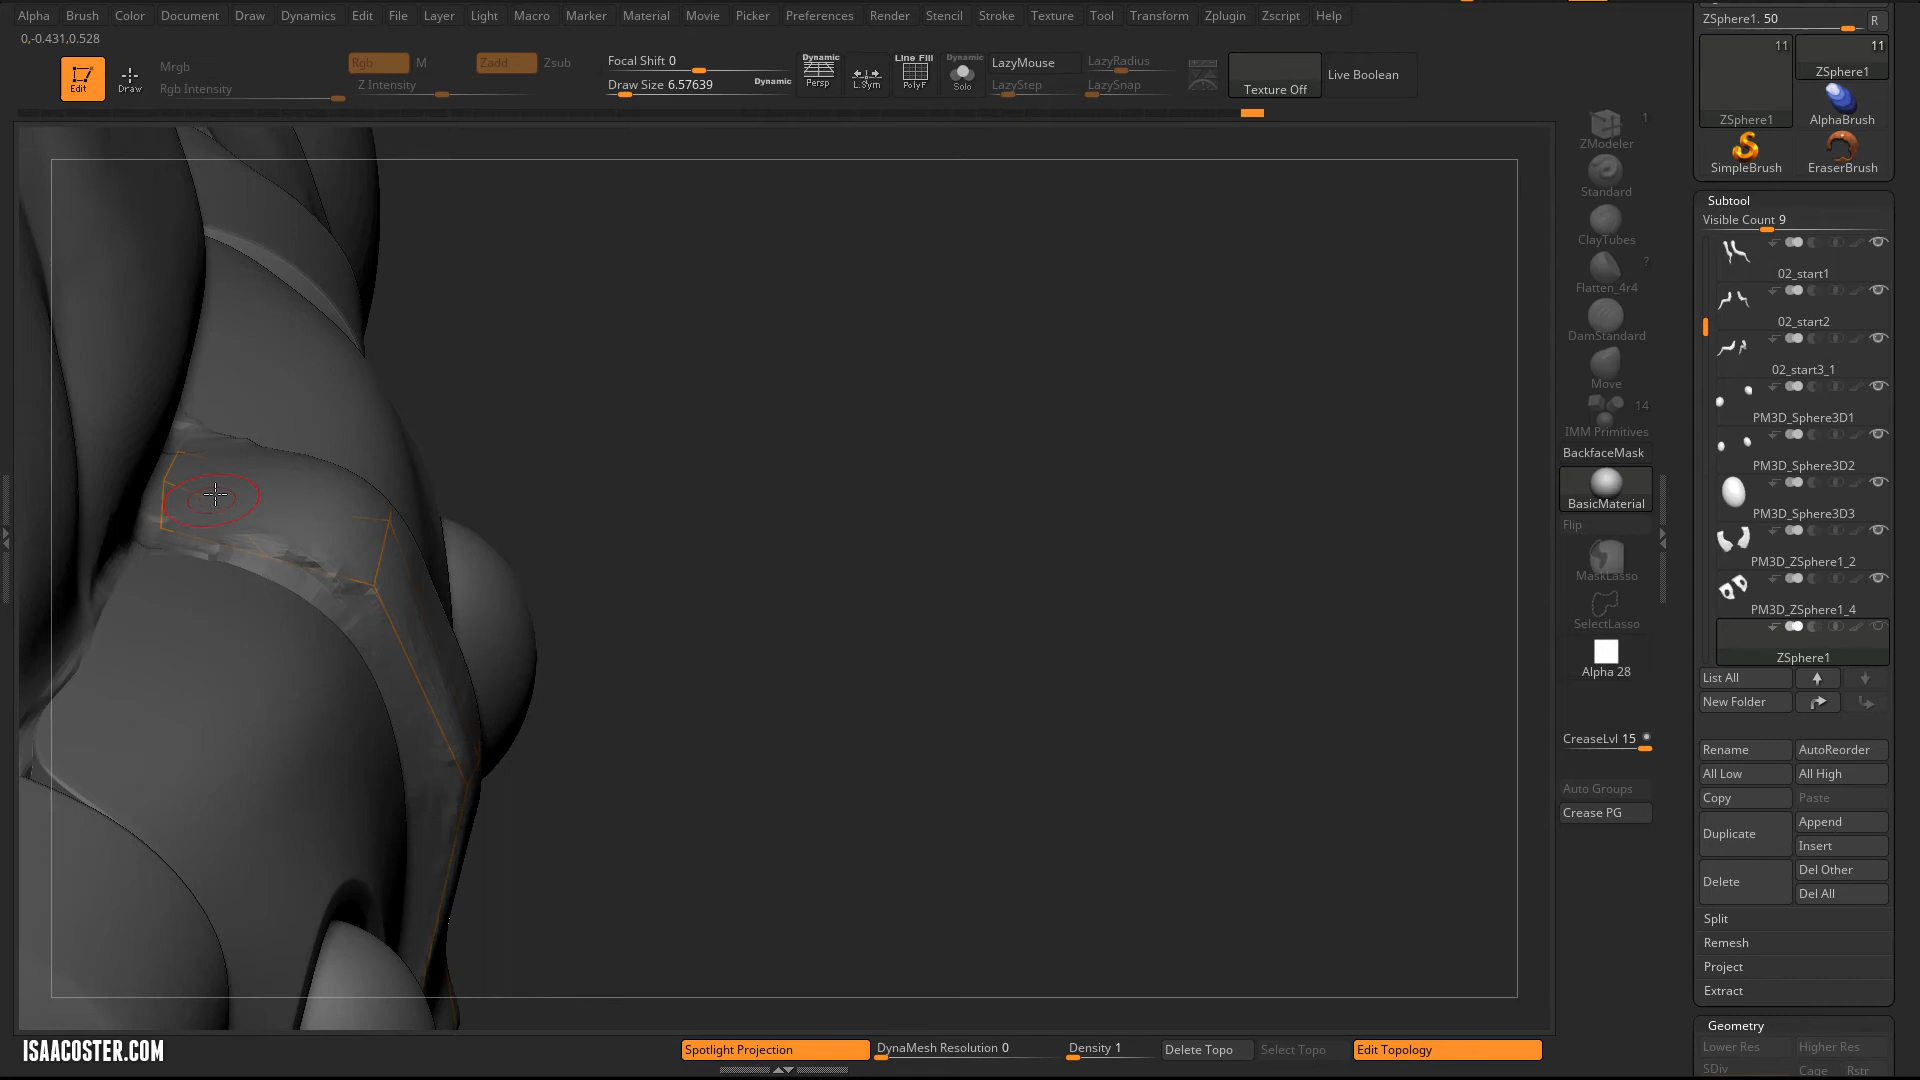 Alpha Brush Color Document Draw Dynamics Edit File Layer Light Macro Marker Material Movie Picker Preferences Render Stencil Stroke Texture Tool Transform Zplugin Zscript Help
0,-0.431,0.528
Edit
Draw
Mrgb
Rgb
M
Zadd
Zsub
Rgb Intensity
Z Intensity
Focal Shift 0
Draw Size 6.57639
Dynamic
Dynamic
Persp
L.Sym
Line Fill
PolyF
Dynamic
Solo
LazyMouse
LazyRadius
LazyStep
LazySnap
Texture Off
Live Boolean
ZSphere1. 50
R
11
ZSphere1
11
ZSphere1
AlphaBrush
SimpleBrush
EraserBrush
1
ZModeler
Standard
ClayTubes
?
Flatten_4r4
DamStandard
Move
14
IMM Primitives
BackfaceMask
BasicMaterial
Flip
MaskLasso
SelectLasso
Alpha 28
CreaseLvl 15
Auto Groups
Crease PG
Subtool
Visible Count 9
02_start1
02_start2
02_start3_1
PM3D_Sphere3D1
PM3D_Sphere3D2
PM3D_Sphere3D3
PM3D_ZSphere1_2
PM3D_ZSphere1_4
ZSphere1
List All
New Folder
Rename
AutoReorder
All Low
All High
Copy
Paste
Duplicate
Append
Insert
Delete
Del Other
Del All
Split
Remesh
Project
Extract
Geometry
Lower Res
Higher Res
SDiv
Cage
Rstr
ISAACOSTER.COM
Spotlight Projection
DynaMesh Resolution 0
Density 1
Delete Topo
Select Topo
Edit Topology